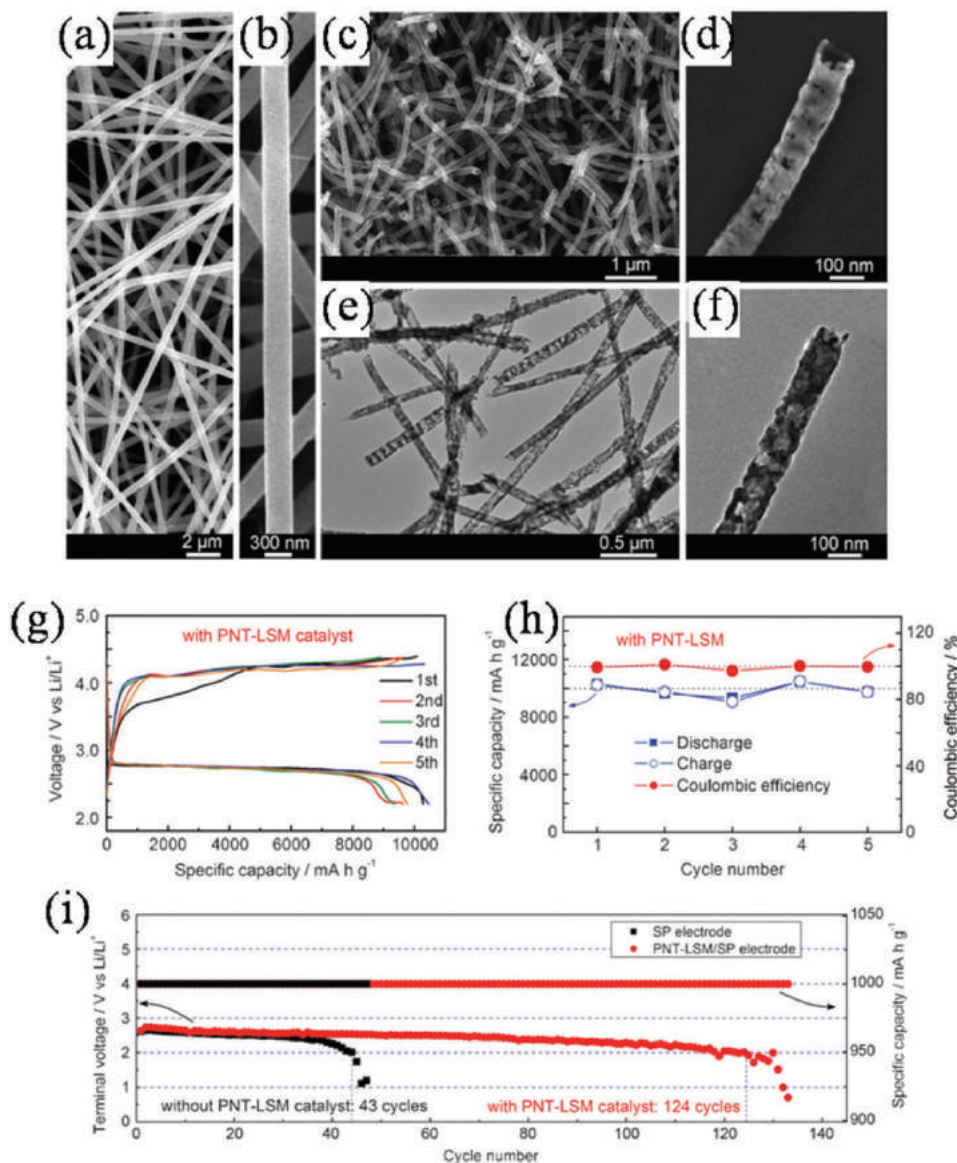 (a)
(b)
(c)
(d)
2 μm
300 nm
1 μm
100 nm
(e)
(f)
0.5 μm
100 nm
(g)
with PNT-LSM catalyst
Voltage / V vs Li/Li+
5.0
4.0
3.0
2.0
1st
2nd
3rd
4th
5th
0 2000 4000 6000 8000 10000
Specific capacity / mA h g-1
(h)
with PNT-LSM
Specific capacity / mA h g-1
12000
8000
4000
0
Discharge
Charge
Coulombic efficiency
120
80
40
0
Coulombic efficiency / %
1 2 3 4 5
Cycle number
(i)
Terminal voltage / V vs Li/Li+
6
5
4
3
2
1
0
SP electrode
PNT-LSM/SP electrode
without PNT-LSM catalyst: 43 cycles
with PNT-LSM catalyst: 124 cycles
1050
1000
950
900
Specific capacity / mA h g-1
0 20 40 60 80 100 120 140
Cycle number